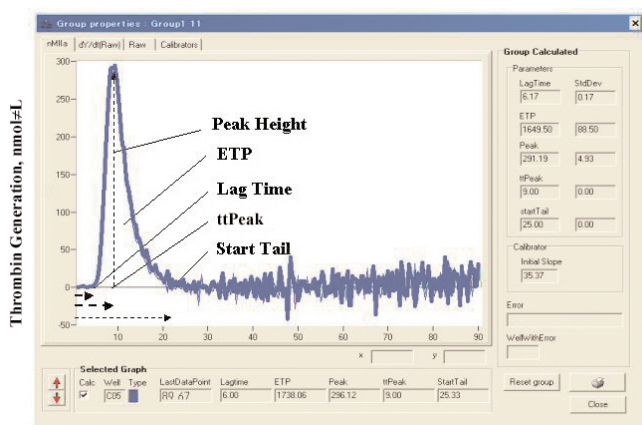 Group properties : Group1 11
nMIIa dY/dt(Raw) Raw Calibrators
Thrombin Generation, nmol≠L
300
250
200
150
100
50
0
-50
10 20 30 40 50 60 70 80 90
Peak Height
ETP
Lag Time
ttPeak
Start Tail
x y
Group Calculated
Parameters
LagTime StdDev
6.17 0.17
ETP
1649.50 88.50
Peak
291.19 4.93
ttPeak
9.00 0.00
startTail
25.00 0.00
Calibrator
Initial Slope
35.37
Error
WellWithError
Reset group
Close
Selected Graph
Calc Well Type LastDataPoint Lagtime ETP Peak ttPeak StartTail
C05 89.67 6.00 1738.06 296.12 9.00 25.33